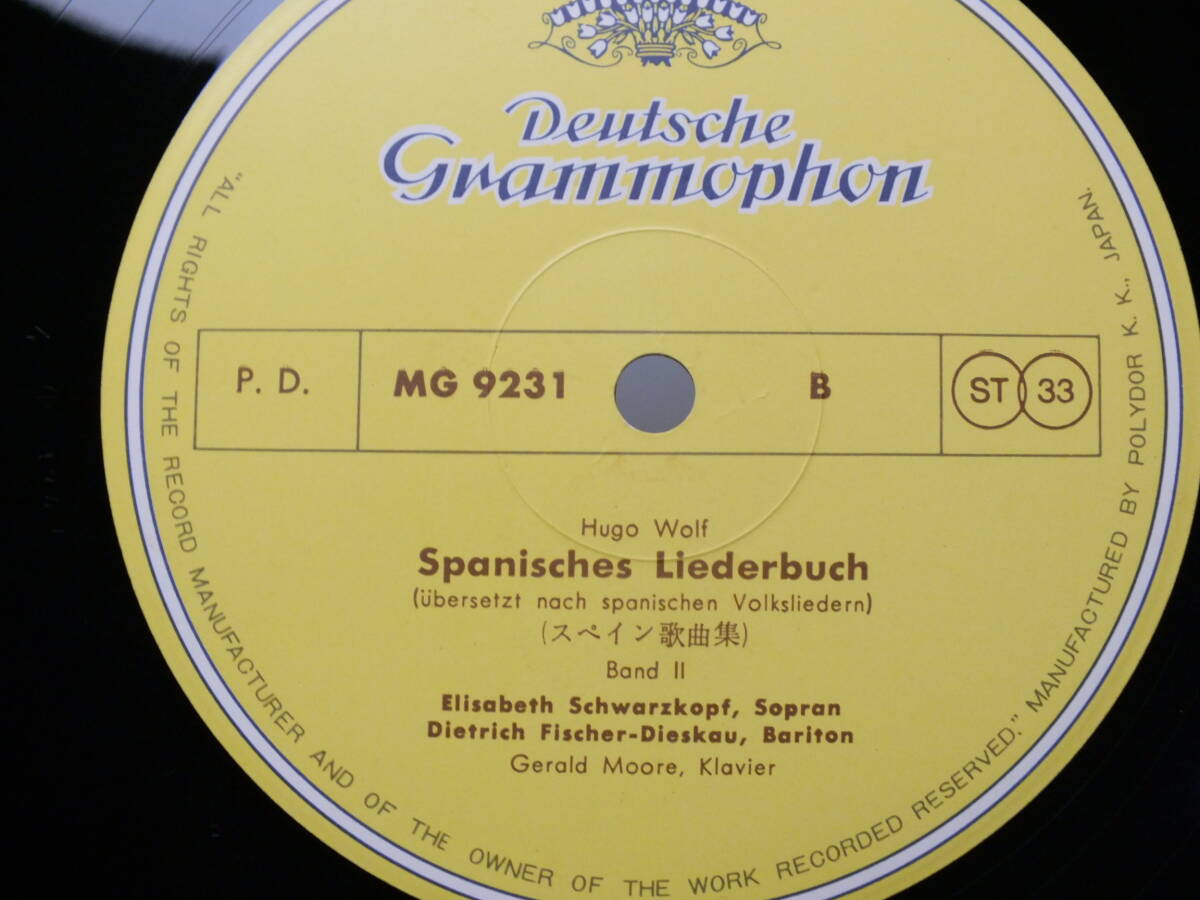 Deutsche
Grammophon
P. D. MG 9231 B ST 33
Hugo Wolf
Spanisches Liederbuch
(übersetzt nach spanischen Volksliedern)
(スペイン歌曲集)
Band II
Elisabeth Schwarzkopf, Sopran
Dietrich Fischer-Dieskau, Bariton
Gerald Moore, Klavier
"ALL RIGHTS OF THE RECORD MANUFACTURER AND OF THE OWNER OF THE WORK RECORDED RESERVED." MANUFACTURED BY POLYDOR K. K., JAPAN.